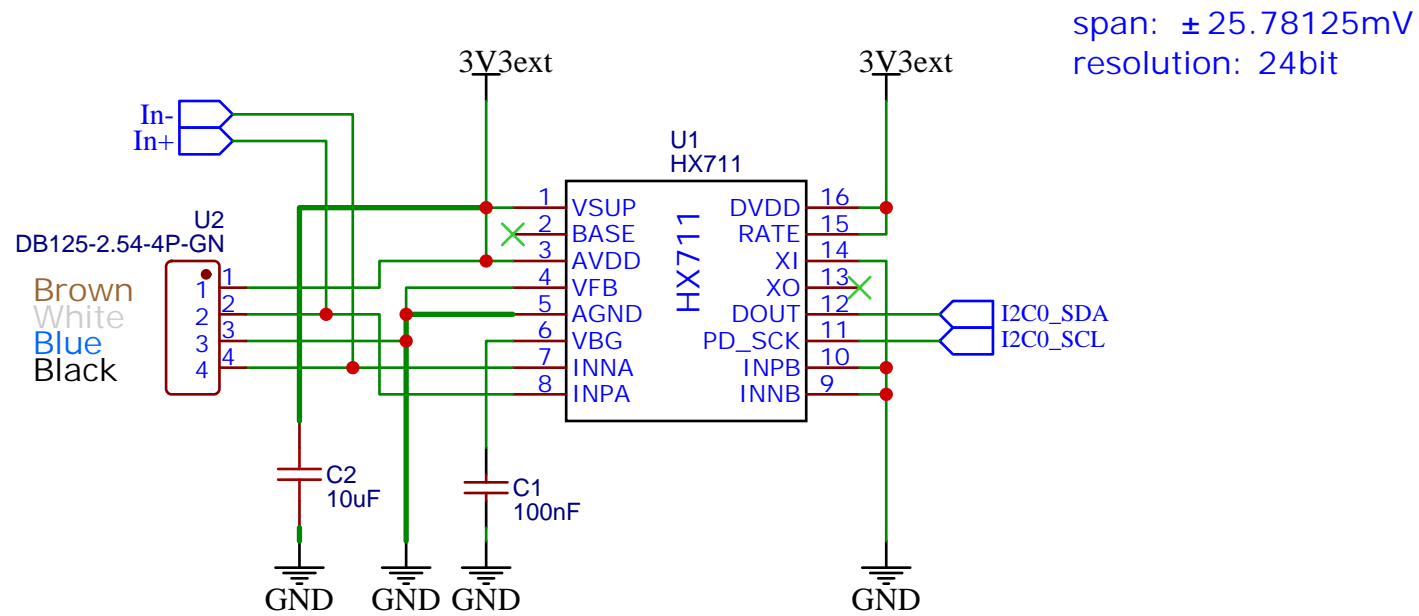 span: ±25.78125mV
resolution: 24bit
3V3ext
3V3ext
In-
In+
U1
HX711
U2
DB125-2.54-4P-GN
HX711
1 VSUP DVDD 16
2 BASE RATE 15
3 AVDD XI 14
4 VFB XO 13
5 AGND DOUT 12
6 VBG PD_SCK 11
7 INNA INPB 10
8 INPA INNB 9
Brown 1 1
White 2 2
Blue 3 3
Black 4 4
I2C0_SDA
I2C0_SCL
C2
10uF
C1
100nF
GND GND GND GND